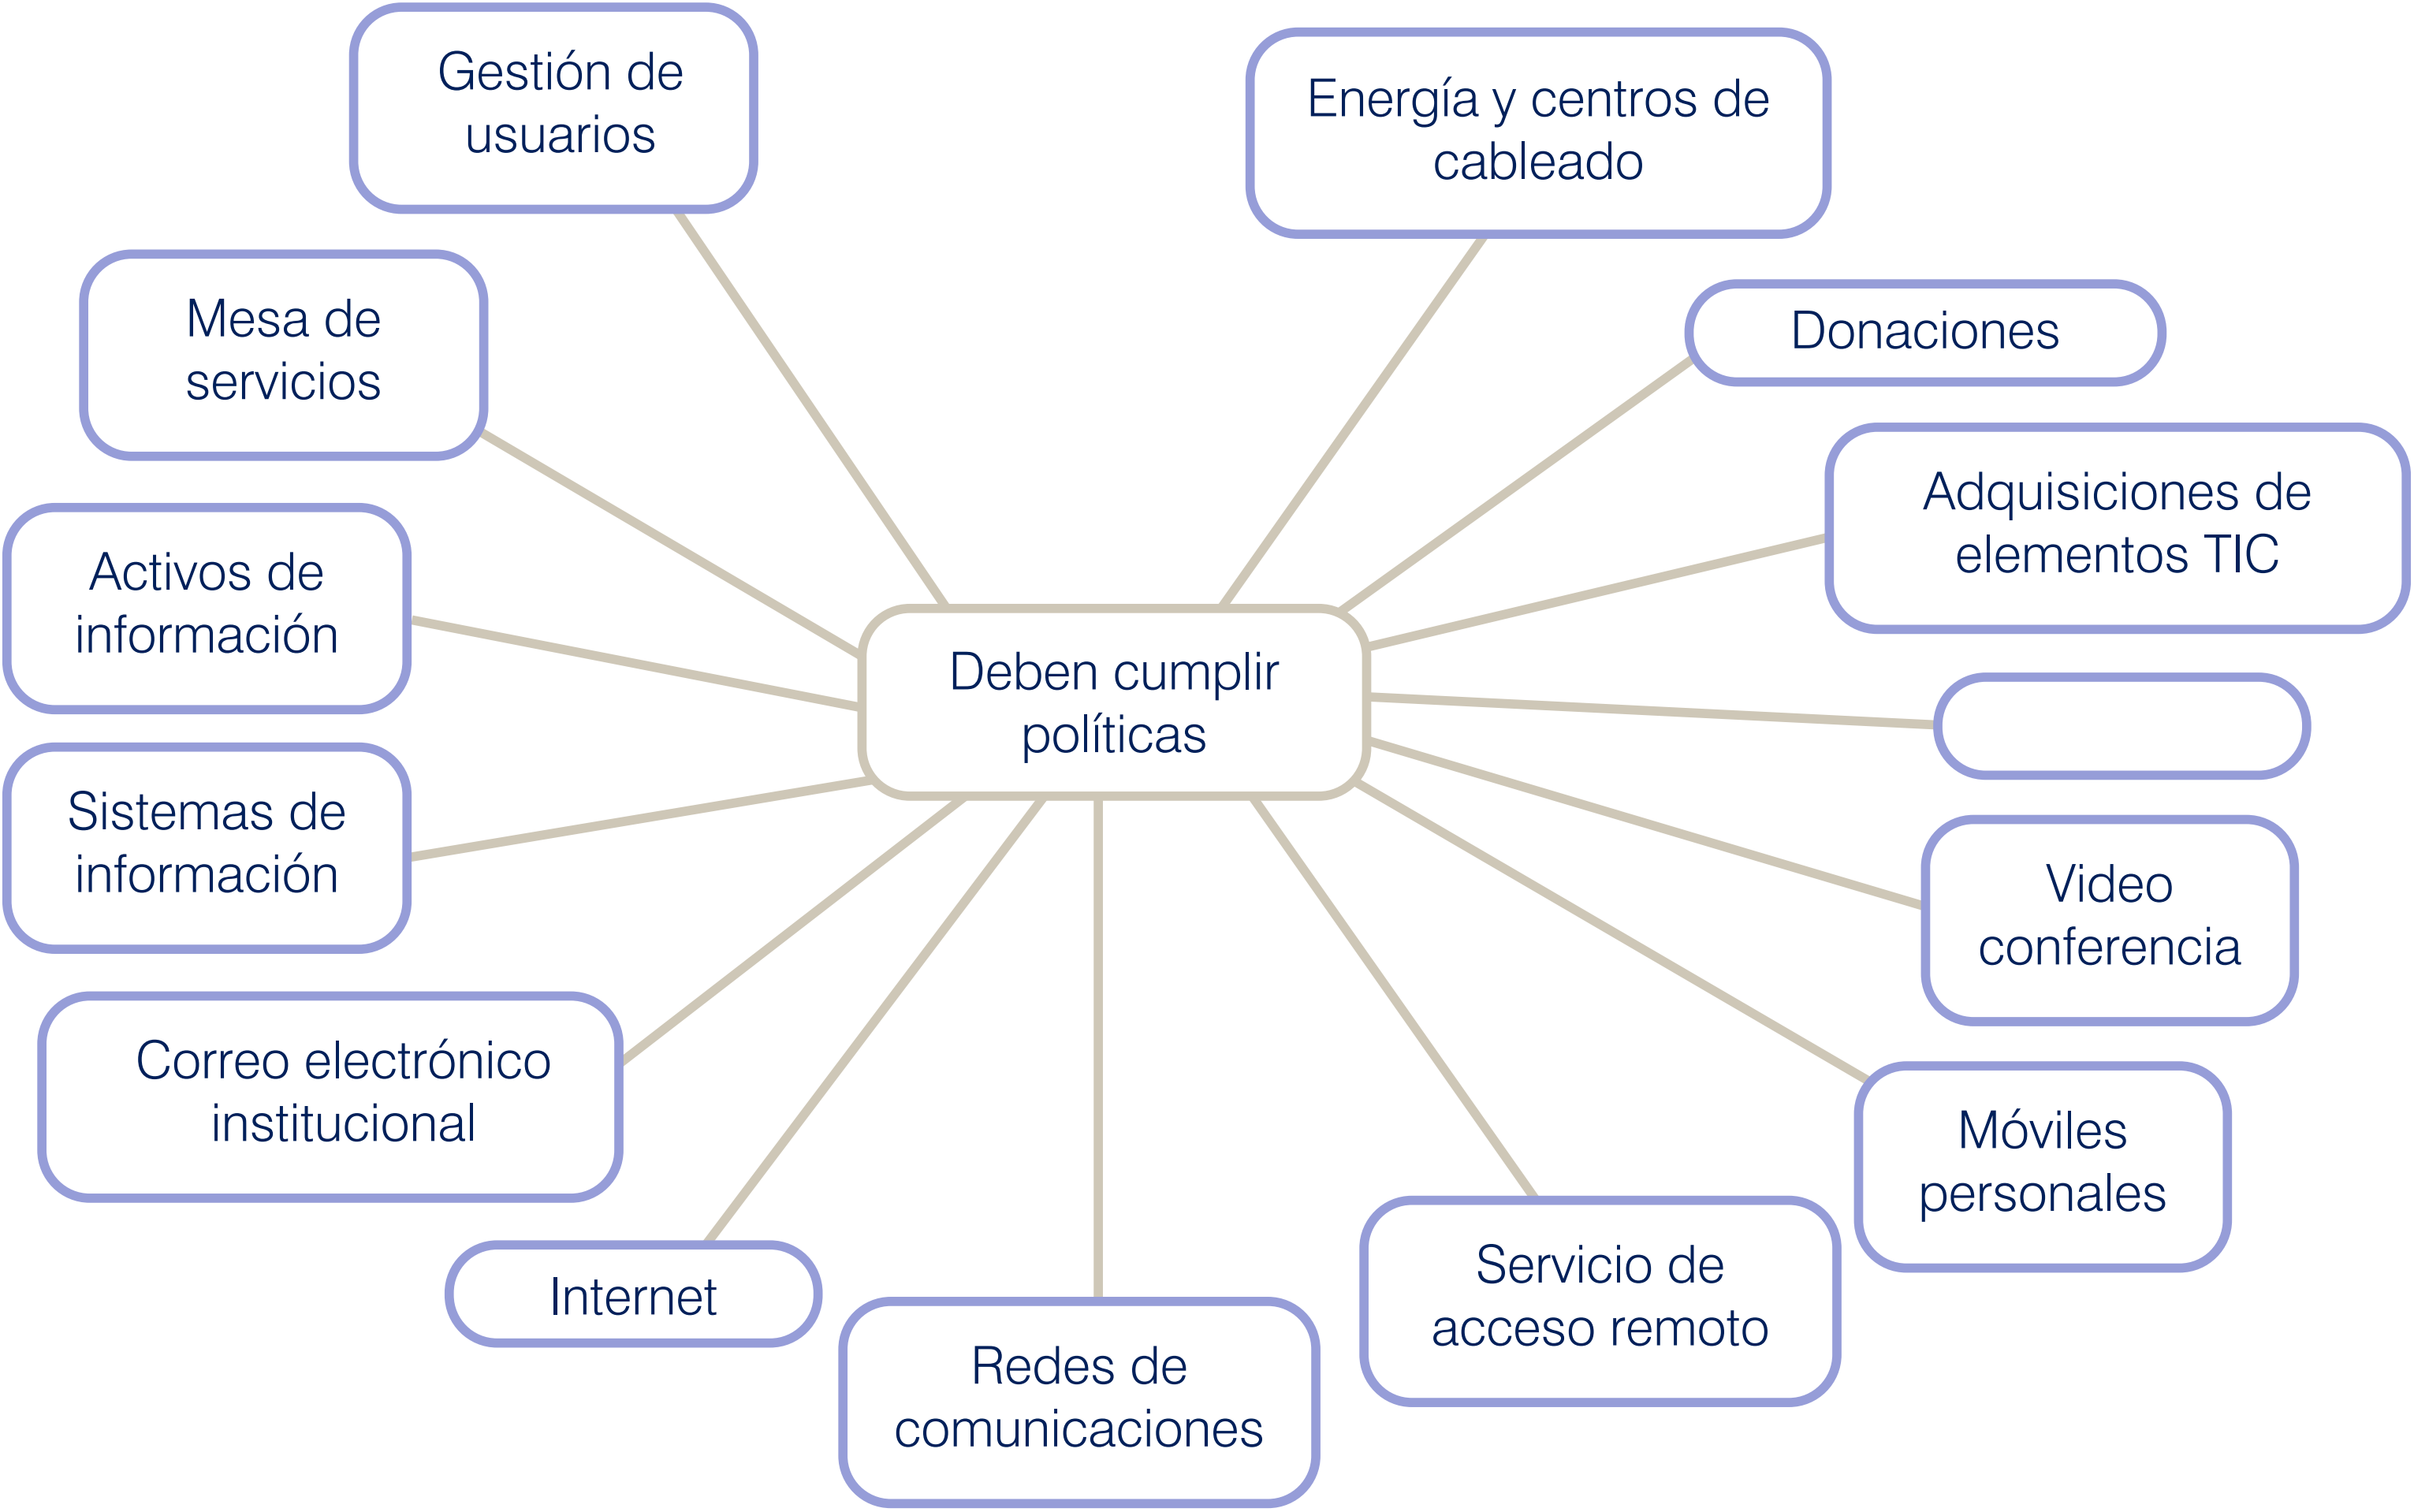 Gestión de
usuarios
Energía y centros de
cableado
Mesa de
servicios
Donaciones
Adquisiciones de
elementos TIC
Activos de
información
Deben cumplir
políticas
Sistemas de
información
Video
conferencia
Correo electrónico
institucional
Móviles
personales
Internet
Servicio de
acceso remoto
Redes de
comunicaciones